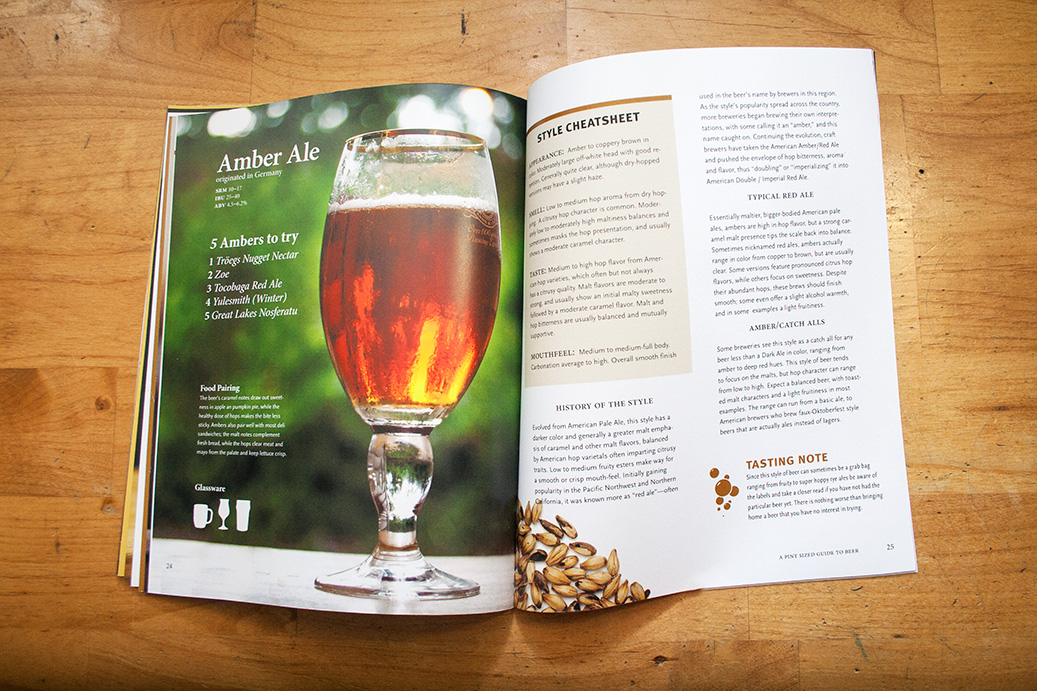 Amber Ale
originated in Germany
SRM 10–17
IBU 25–40
ABV 4.5–6.2%
5 Ambers to try
1 Tröegs Nugget Nectar
2 Zoe
3 Tocobaga Red Ale
4 Yulesmith (Winter)
5 Great Lakes Nosferatu
Food Pairing
The beer's caramel notes draw out sweet-
ness in apple an pumpkin pie, while the
healthy dose of hops makes the bite less
sticky. Ambers also pair well with most deli
sandwiches; the malt notes complement
fresh bread, while the hops clear meat and
mayo from the palate and keep lettuce crisp.
Glassware
24
STYLE CHEATSHEET
APPEARANCE: Amber to coppery brown in
color. Moderately large off-white head with good re-
tention. Generally quite clear, although dry-hopped
versions may have a slight haze.
SMELL: Low to medium hop aroma from dry hop-
ping. A citrusy hop character is common. Moder-
ately low to moderately high maltiness balances and
sometimes masks the hop presentation, and usually
shows a moderate caramel character.
TASTE: Medium to high hop flavor from Amer-
can hop varieties, which often but not always
has a citrusy quality. Malt flavors are moderate to
strong, and usually show an initial malty sweetness
followed by a moderate caramel flavor. Malt and
hop bitterness are usually balanced and mutually
supportive.
MOUTHFEEL: Medium to medium-full body.
Carbonation average to high. Overall smooth finish
HISTORY OF THE STYLE
Evolved from American Pale Ale, this style has a
darker color and generally a greater malt empha-
sis of caramel and other malt flavors, balanced
by American hop varietals often imparting citrusy
traits. Low to medium fruity esters make way for
a smooth or crisp mouth-feel. Initially gaining
popularity in the Pacific Northwest and Northern
California, it was known more as “red ale”—often
used in the beer's name by brewers in this region.
As the style's popularity spread across the country,
more breweries began brewing their own interpre-
tations, with some calling it an “amber,” and this
name caught on. Continuing the evolution, craft
brewers have taken the American Amber/Red Ale
and pushed the envelope of hop bitterness, aroma
and flavor, thus “doubling” or “imperializing” it into
American Double / Imperial Red Ale.
TYPICAL RED ALE
Essentially maltier, bigger-bodied American pale
ales, ambers are high in hop flavor, but a strong car-
amel malt presence tips the scale back into balance.
Sometimes nicknamed red ales, ambers actually
range in color from copper to brown, but are usually
clear. Some versions feature pronounced citrus hop
flavors, while others focus on sweetness. Despite
their abundant hops, these brews should finish
smooth; some even offer a slight alcohol warmth,
and in some examples a light fruitiness.
AMBER/CATCH ALLS
Some breweries see this style as a catch all for any
beer less than a Dark Ale in color, ranging from
amber to deep red hues. This style of beer tends
to focus on the malts, but hop character can range
from low to high. Expect a balanced beer, with toast-
ed malt characters and a light fruitiness in most
examples. The range can run from a basic ale, to
American brewers who brew faux-Oktoberfest style
beers that are actually ales instead of lagers.
TASTING NOTE
Since this style of beer can sometimes be a grab bag
ranging from fruity to super hoppy rye ales be aware of
the labels and take a closer read if you have not had the
particular beer yet. There is nothing worse than bringing
home a beer that you have no interest in trying.
A PINT SIZED GUIDE TO BEER
25